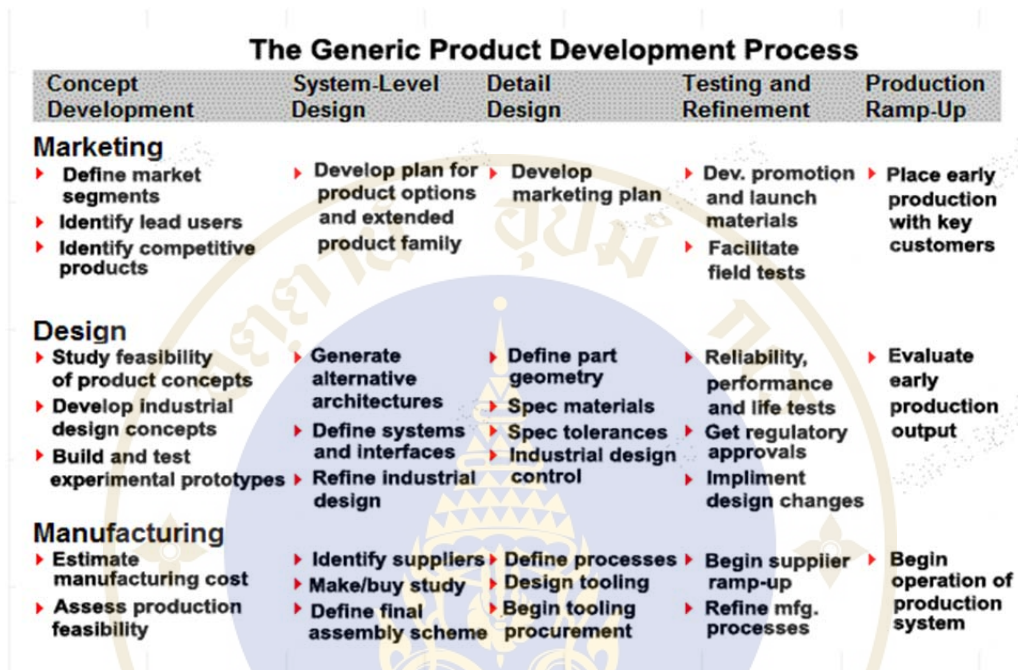 The Generic Product Development Process
Concept Development
System-Level Design
Detail Design
Testing and Refinement
Production Ramp-Up
Marketing
Define market
segments
Identify lead users
Identify competitive
products
Develop plan for
product options
and extended
product family
Develop
marketing plan
Dev. promotion
and launch
materials
Facilitate
field tests
Place early
production
with key
customers
Design
Study feasibility
of product concepts
Develop industrial
design concepts
Build and test
experimental prototypes
Generate
alternative
architectures
Define systems
and interfaces
Refine industrial
design
Define part
geometry
Spec materials
Spec tolerances
Industrial design
control
Reliability,
performance
and life tests
Get regulatory
approvals
Impliment
design changes
Evaluate
early
production
output
Manufacturing
Estimate
manufacturing cost
Assess production
feasibility
Identify suppliers
Make/buy study
Define final
assembly scheme
Define processes
Design tooling
Begin tooling
procurement
Begin supplier
ramp-up
Refine mfg.
processes
Begin
operation of
production
system